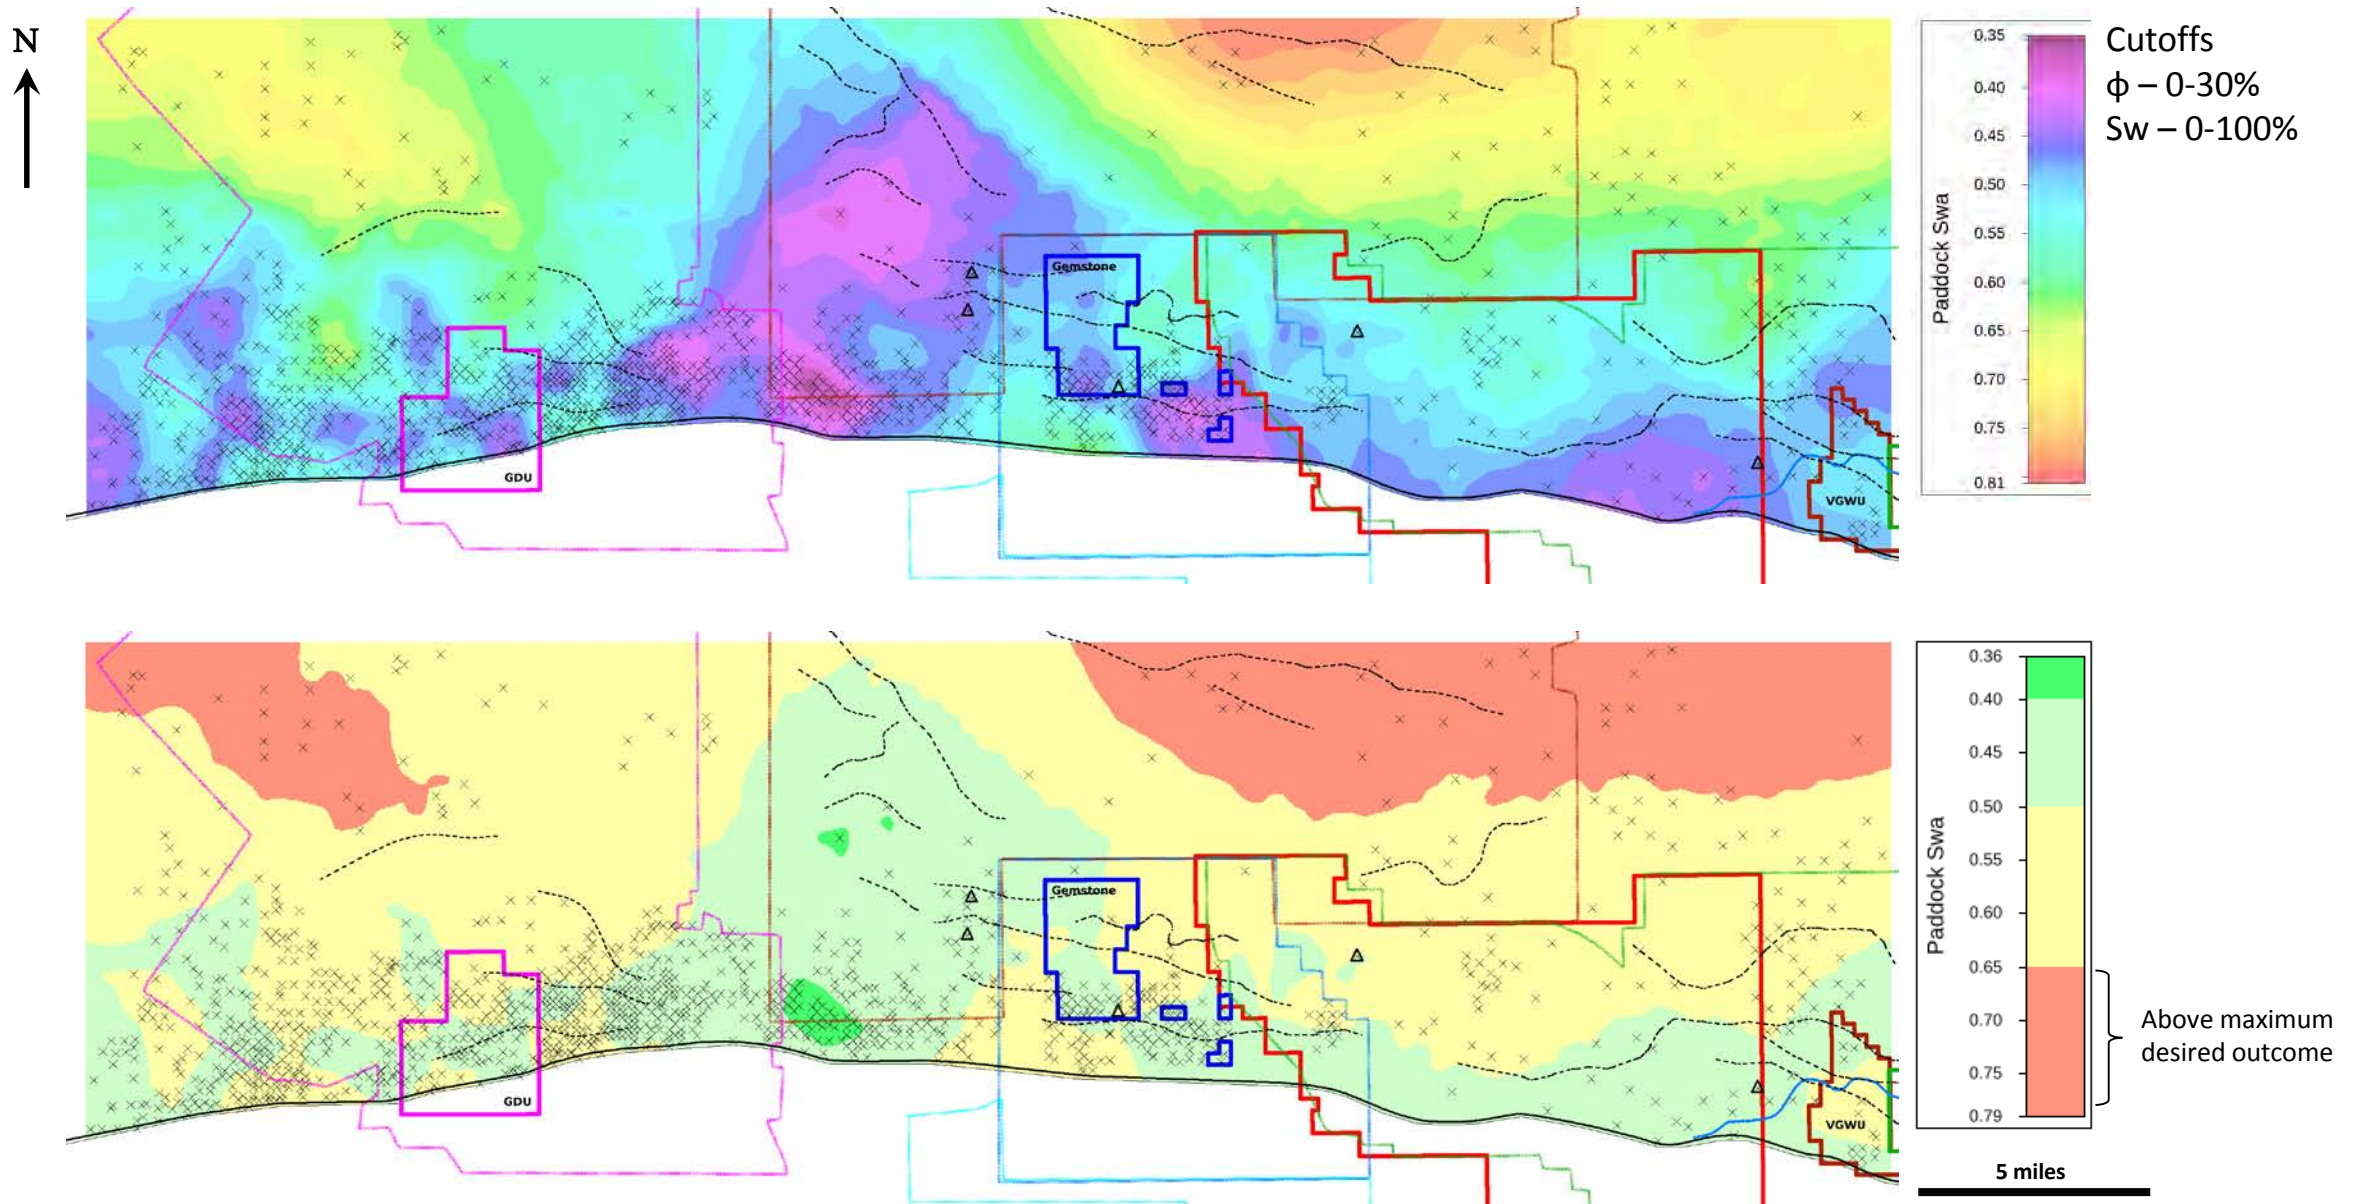 N
Gemstone
GDU
VGWU
Paddock Swa
0.35
0.40
0.45
0.50
0.55
0.60
0.65
0.70
0.75
0.81
Cutoffs
ϕ – 0-30%
Sw – 0-100%
Gemstone
GDU
VGWU
Paddock Swa
0.36
0.40
0.45
0.50
0.55
0.60
0.65
0.70
0.75
0.79
Above maximum
desired outcome
5 miles